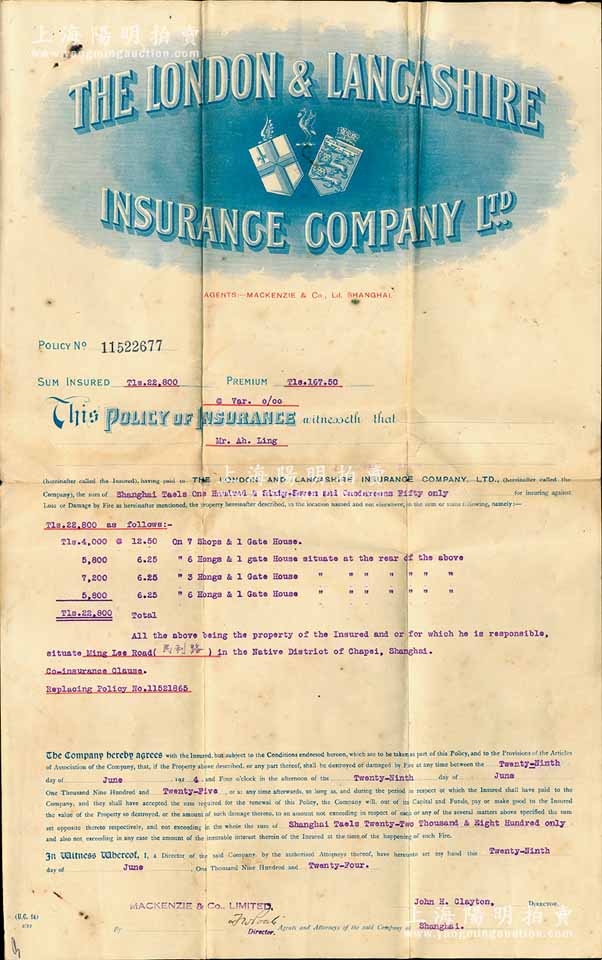 上海陽明拍賣
www.yangmingauction.com
THE LONDON & LANCASHIRE
INSURANCE COMPANY LTD.
AGENTS:- MACKENZIE & Co., Ld. SHANGHAI.
POLICY No 11522677
SUM INSURED Tls.22,800 PREMIUM Tls.167.50
@ Var. o/oo
This POLICY OF INSURANCE witnesseth that
Mr. Ah. Ling
上海陽明拍賣
(hereinafter called the Insured), having paid to THE LONDON AND LANCASHIRE INSURANCE COMPANY, LTD., (hereinafter called the
Company), the sum of Shanghai Taels One Hundred & Sixty-Seven and Candareens Fifty only for insuring against
Loss or Damage by Fire as hereinafter mentioned, the property hereinafter described, in the location named and not elsewhere, in the sum or sums following, namely:—
Tls.22,800 as follows:-
Tls.4,000 @ 12.50 On 7 Shops & 1 Gate House.
5,800 6.25 " 6 Hongs & 1 gate House situate at the rear of the above
7,200 6.25 " 3 Hongs & 1 Gate House " " " " " "
5,800 6.25 " 6 Hongs & 1 Gate House " " " " " "
Tls.22,800 Total
All the above being the property of the Insured and or for which he is responsible,
situate Ming Lee Road( 路 ) in the Native District of Chapei, Shanghai.
Co-insurance Clause.
Replacing Policy No.11521865
The Company hereby agrees with the Insured, but subject to the Conditions endorsed hereon, which are to be taken as part of this Policy, and to the Provisions of the Articles
of Association of the Company, that, if the Property above described, or any part thereof, shall be destroyed or damaged by Fire at any time between the Twenty-Ninth
day of June 1924 and Four o'clock in the afternoon of the Twenty-Ninth day of June
One Thousand Nine Hundred and Twenty-Five, or at any time afterwards, so long as, and during the period in respect of which the Insured shall have paid to the
Company, and they shall have accepted the sum required for the renewal of this Policy, the Company will, out of its Capital and Funds, pay or make good to the Insured
the value of the Property so destroyed, or the amount of such damage thereto, to an amount not exceeding in respect of each or any of the several matters above specified the sum
set opposite thereto respectively, and not exceeding in the whole the sum of Shanghai Taels Twenty-Two Thousand & Eight Hundred only
and also not exceeding in any case the amount of the insurable interest therein of the Insured at the time of the happening of such Fire.
In Witness Whereof, I, a Director of the said Company, by the authorised Attorneys thereof, have hereunto set my hand this Twenty-Ninth
day of June, One Thousand Nine Hundred and Twenty-Four.
MACKENZIE & Co., LIMITED. John H. Clayton, DIRECTOR.
By Director. Agents and Attorneys of the said Company at Shanghai.
上海陽明拍賣
www.yangmingauction.com